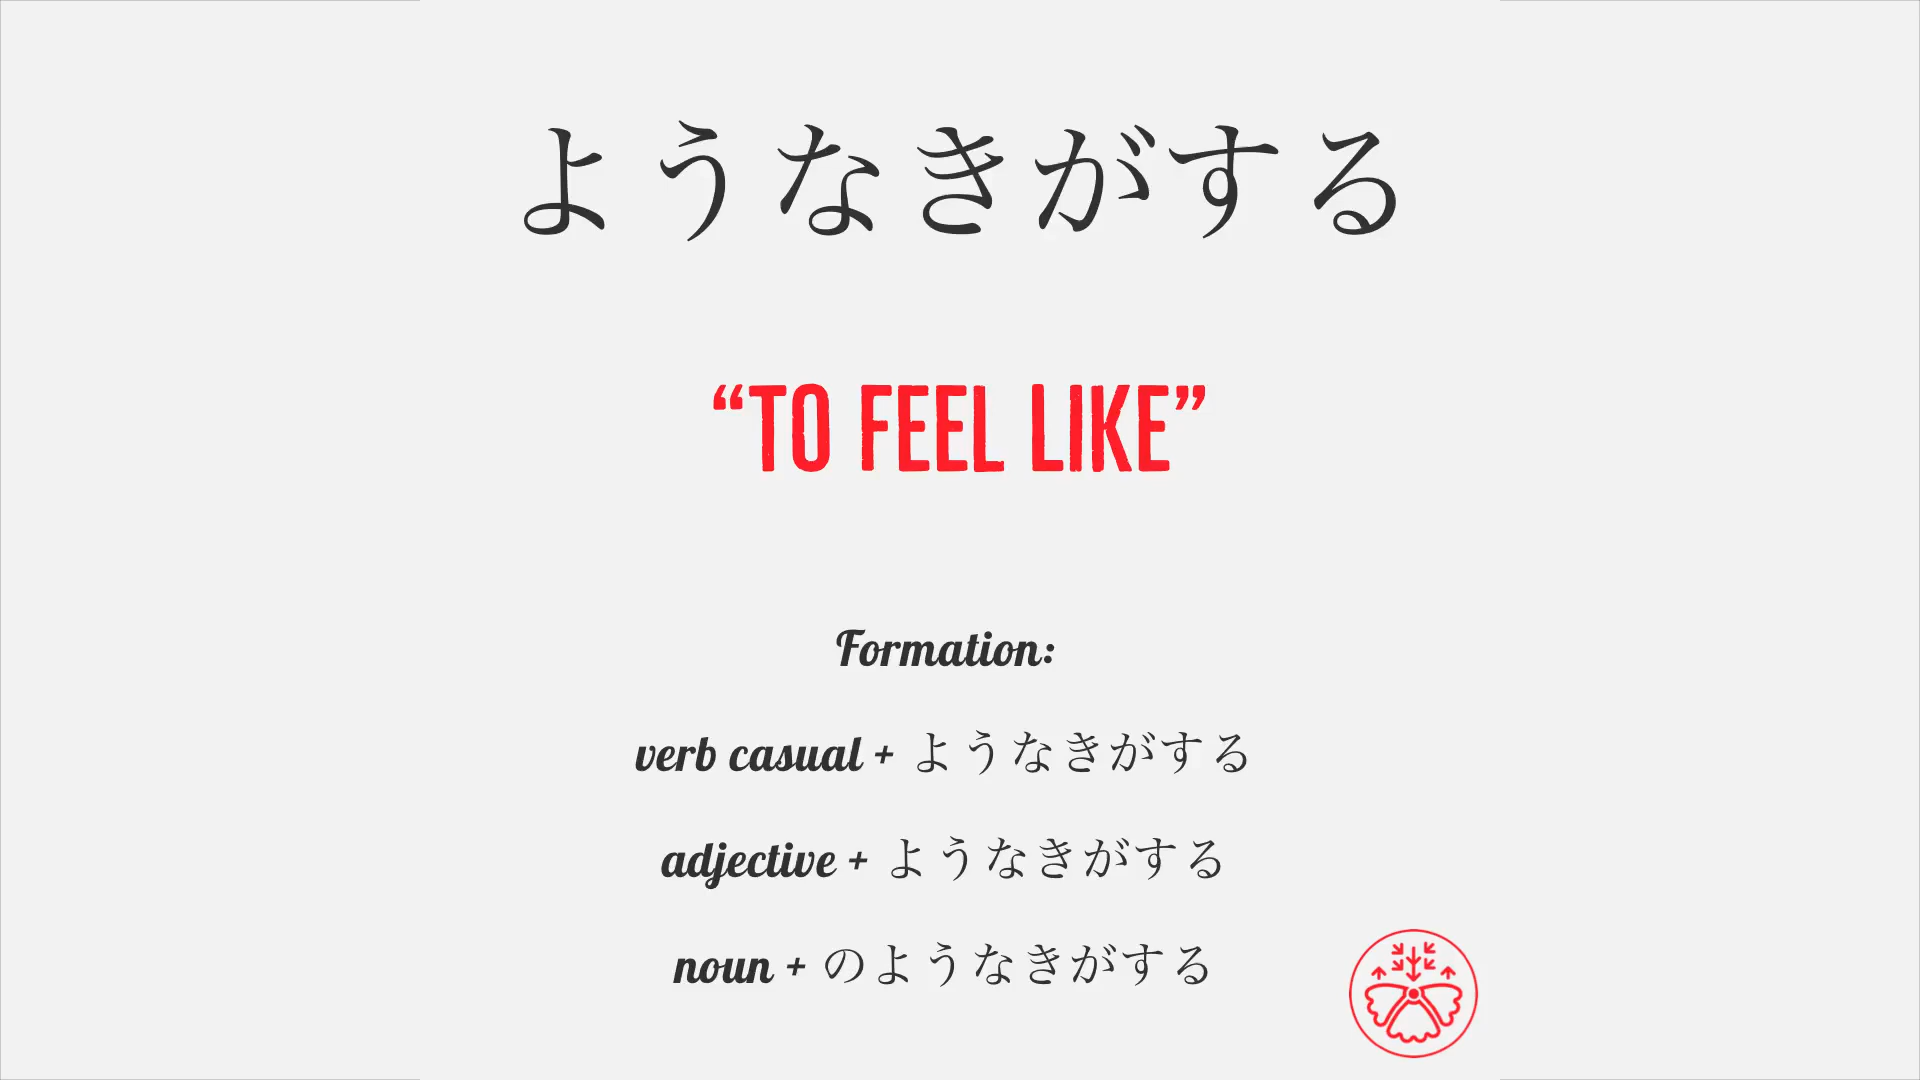 ようなきがする
“TO FEEL LIKE”
Formation:
verb casual + ようなきがする
adjective + ようなきがする
noun + のようなきがする